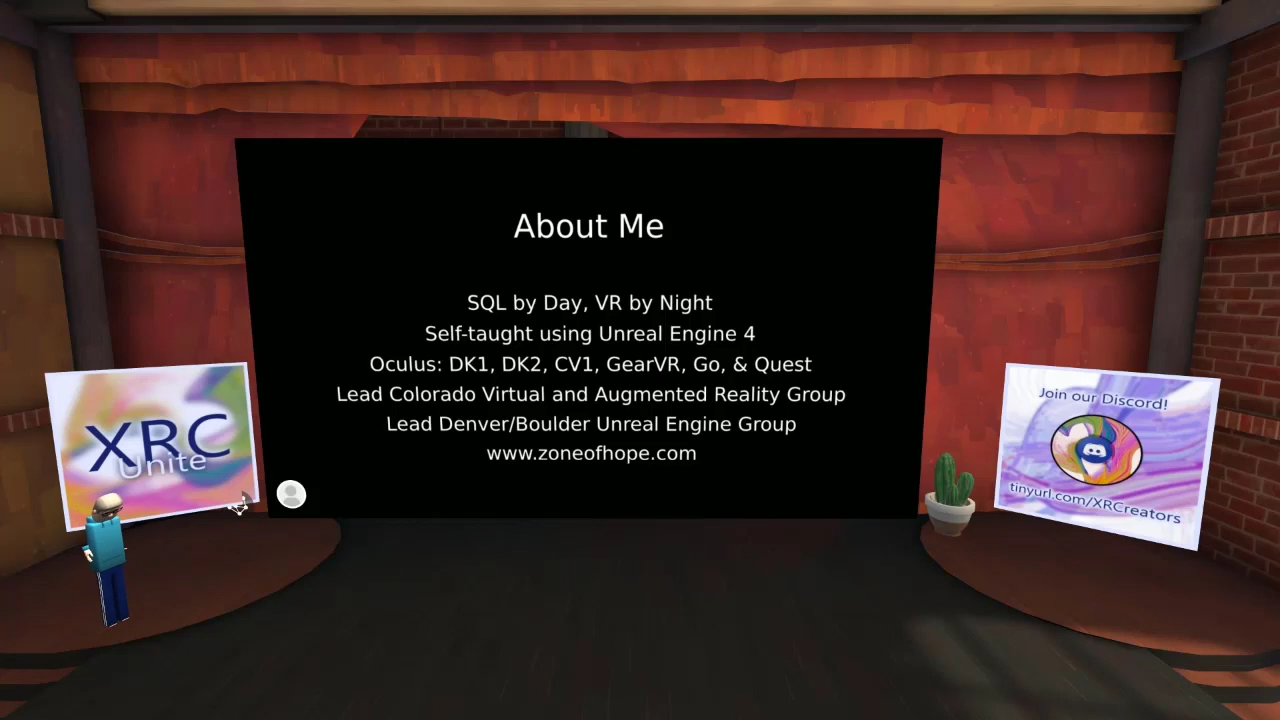 About Me
SQL by Day, VR by Night
Self-taught using Unreal Engine 4
Oculus: DK1, DK2, CV1, GearVR, Go, & Quest
Lead Colorado Virtual and Augmented Reality Group
Lead Denver/Boulder Unreal Engine Group
www.zoneofhope.com
XRC
Unite
Join our Discord!
tinyurl.com/XRCreators